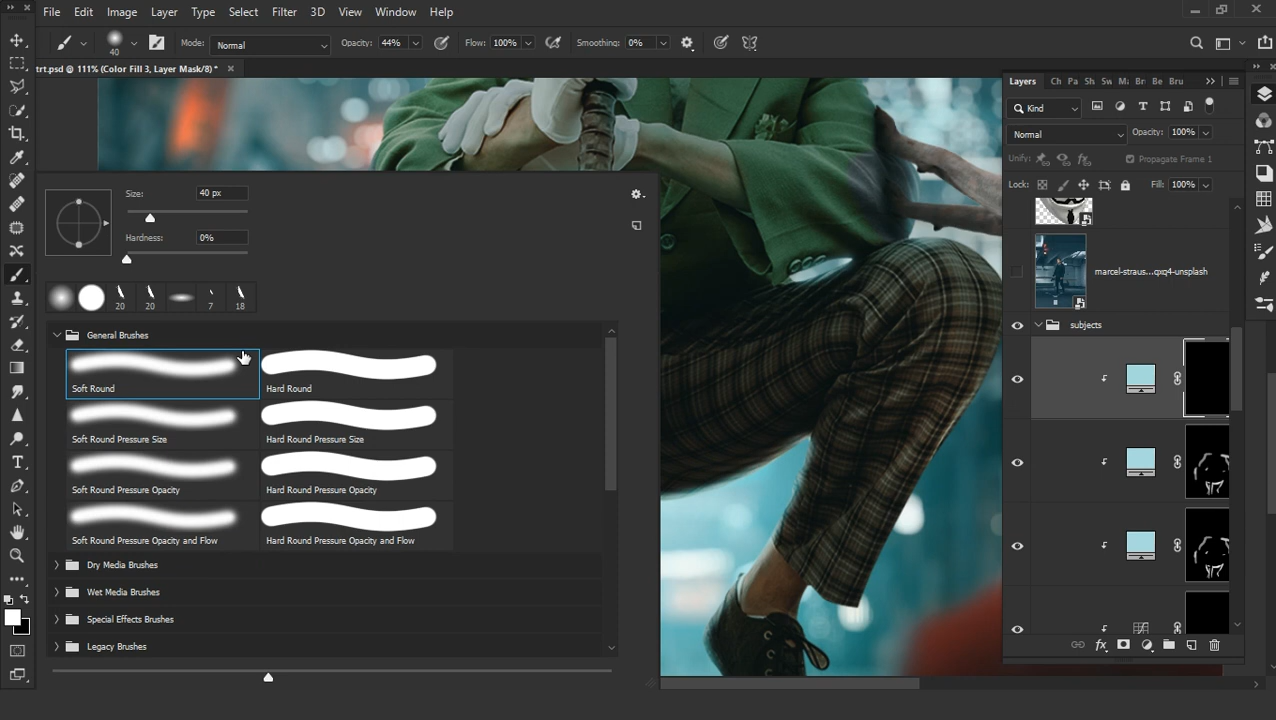 File Edit Image Layer Type Select Filter 3D View Window Help
40 Mode: Normal Opacity: 44% Flow: 100% Smoothing: 0%
trt.psd @ 111% (Color Fill 3, Layer Mask/8) *
Layers Ch Pa Sh Sw Br Be Bru
Kind
Normal Opacity: 100%
Unify: Propagate Frame 1
Lock: Fill: 100%
Size: 40 px
Hardness: 0%
20 20 7 18
marcel-straus...qxq4-unsplash
subjects
General Brushes
Soft Round Hard Round
Soft Round Pressure Size Hard Round Pressure Size
Soft Round Pressure Opacity Hard Round Pressure Opacity
Soft Round Pressure Opacity and Flow Hard Round Pressure Opacity and Flow
Dry Media Brushes
Wet Media Brushes
Special Effects Brushes
Legacy Brushes